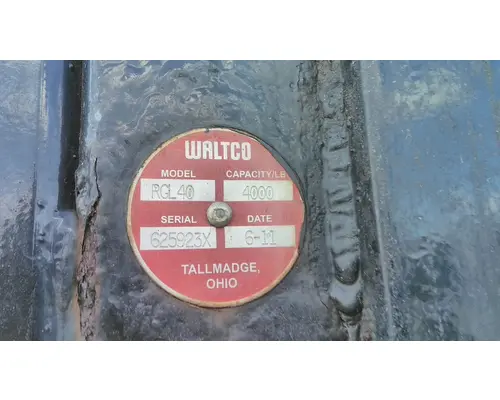 WALTCO
MODEL CAPACITY/LB
RGL40 4000
SERIAL DATE
625923X 6-11
TALLMADGE,
OHIO